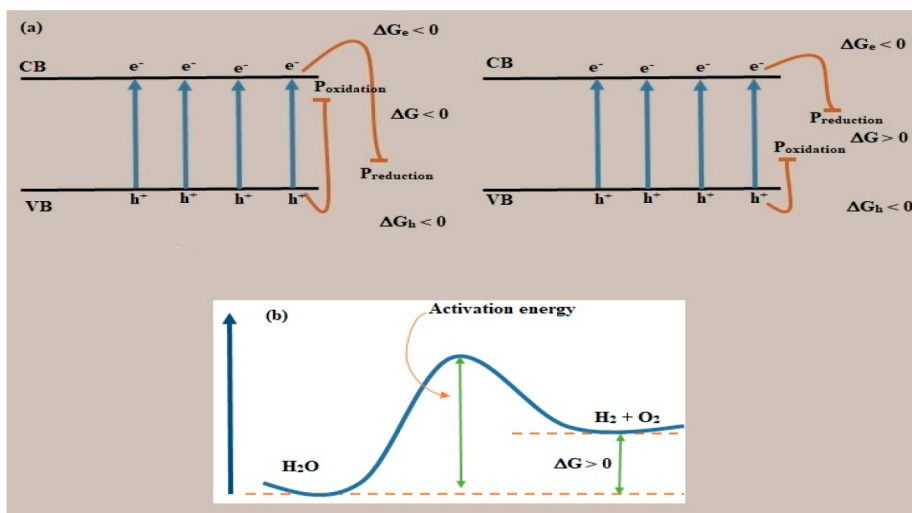 (a)
ΔGₑ < 0
CB
e⁻ e⁻ e⁻ e⁻
Poxidation
ΔG < 0
Preduction
VB
h⁺ h⁺ h⁺ h⁺
ΔGₕ < 0
ΔGₑ < 0
CB
e⁻ e⁻ e⁻ e⁻
Preduction
ΔG > 0
Poxidation
VB
h⁺ h⁺ h⁺ h⁺
ΔGₕ < 0
(b)
Activation energy
H₂ + O₂
H₂O
ΔG > 0